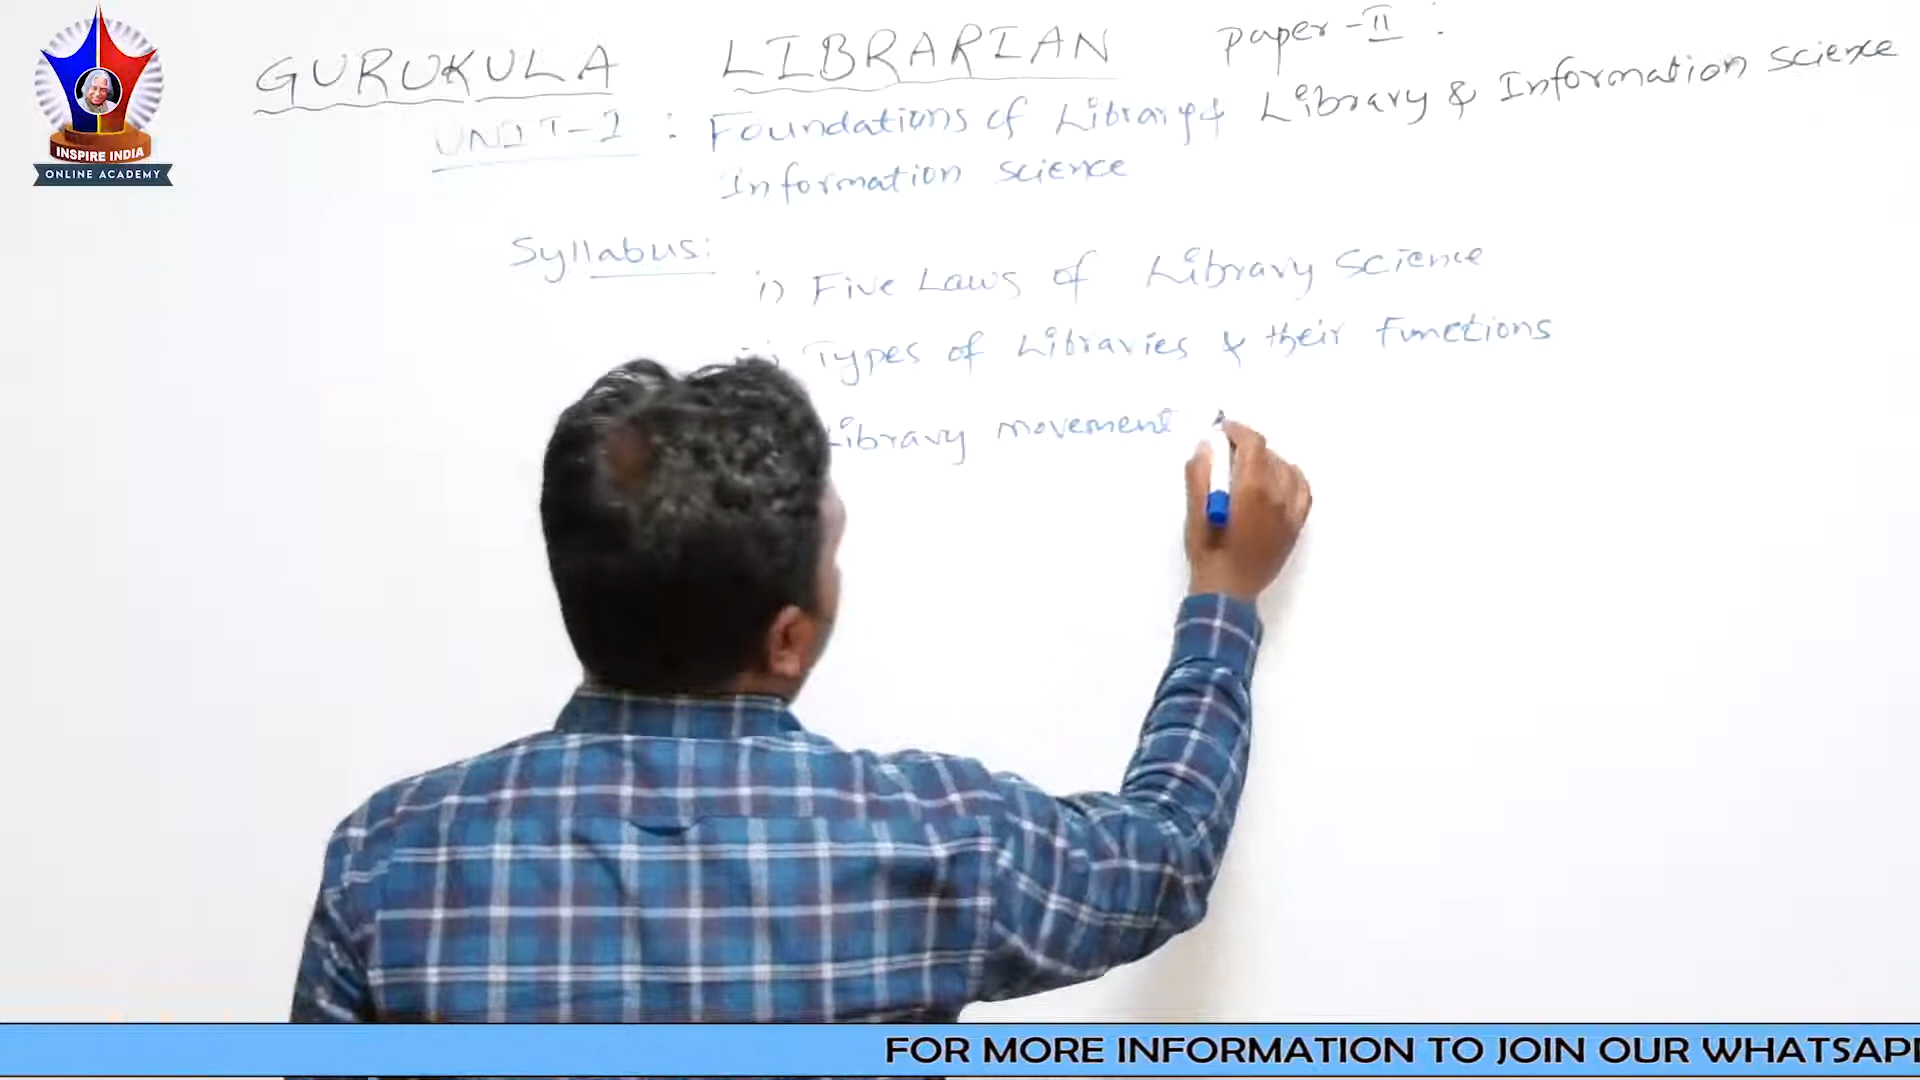 GURUKULA LIBRARIAN Paper-II :
Library & Information Science
UNIT-I : Foundations of Library &
Information Science
Syllabus:
i) Five Laws of Library Science
Types of Libraries & their functions
Library movement
INSPIRE INDIA
ONLINE ACADEMY
FOR MORE INFORMATION TO JOIN OUR WHATSAPP